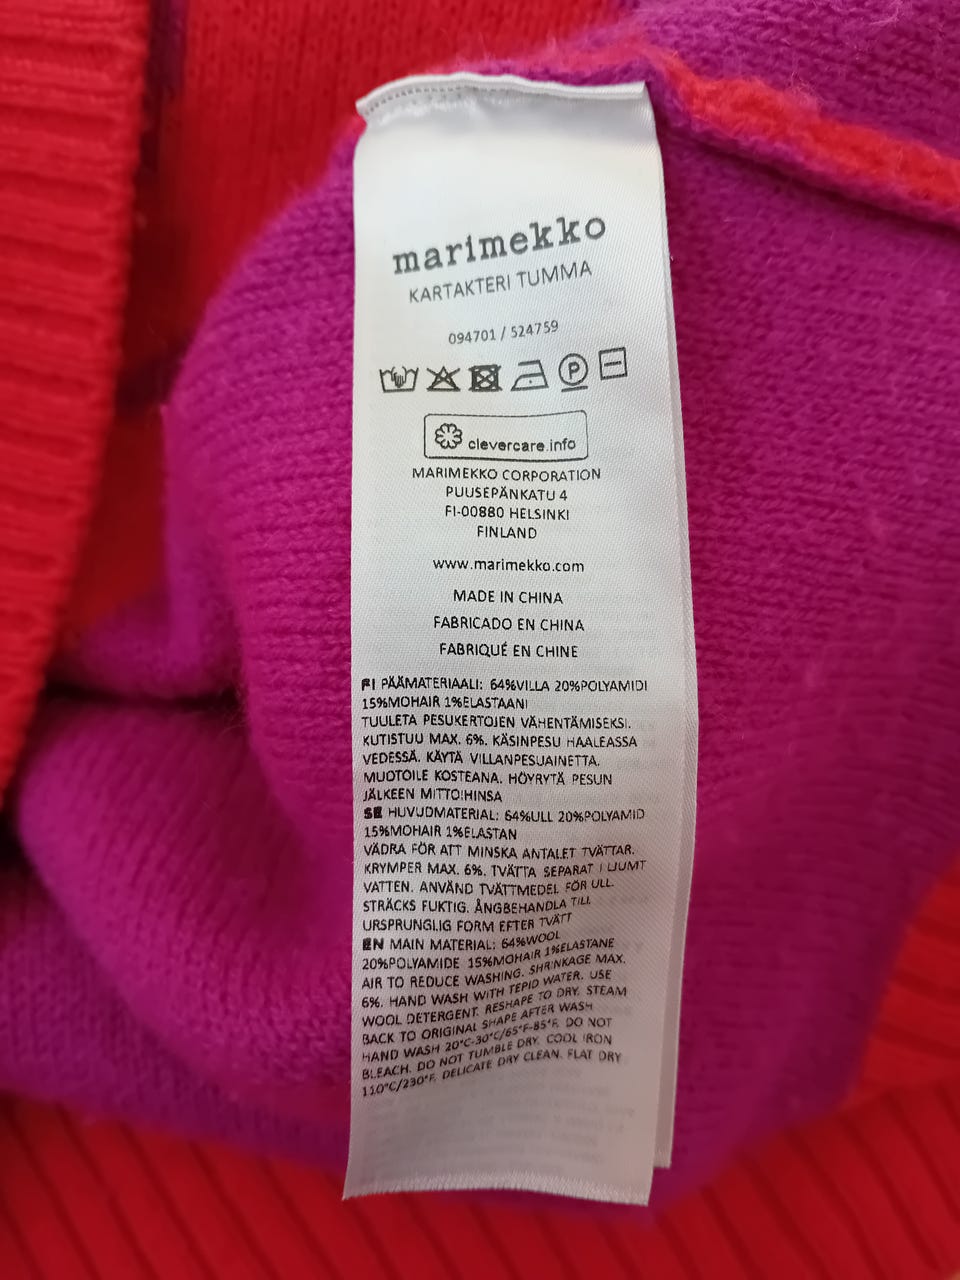 marimekko
KARTAKTERI TUMMA
094701 / 524759
P
clevercare.info
MARIMEKKO CORPORATION
PUUSEPÄNKATU 4
FI-00880 HELSINKI
FINLAND
www.marimekko.com
MADE IN CHINA
FABRICADO EN CHINA
FABRIQUÉ EN CHINE
FI PÄÄMATERIAALI: 64%VILLA 20%POLYAMIDI
15%MOHAIR 1%ELASTAANI
TUULETA PESUKERTOJEN VÄHENTÄMISEKSI.
KUTISTUU MAX. 6%. KÄSINPESU HAALEASSA
VEDESSÄ. KÄYTÄ VILLANPESUAINETTA.
MUOTOILE KOSTEANA. HÖYRYTÄ PESUN
JÄLKEEN MITTOIHINSA
SE HUVUDMATERIAL: 64%ULL 20%POLYAMID
15%MOHAIR 1%ELASTAN
VÄDRA FÖR ATT MINSKA ANTALET TVÄTTAR.
KRYMPER MAX. 6%. TVÄTTA SEPARAT I LJUMT
VATTEN. ANVÄND TVÄTTMEDEL FÖR ULL.
STRÄCKS FUKTIG. ÅNGBEHANDLA TILL
URSPRUNGLIG FORM EFTER TVÄTT
EN MAIN MATERIAL: 64%WOOL
20%POLYAMIDE 15%MOHAIR 1%ELASTANE
AIR TO REDUCE WASHING. SHRINKAGE MAX.
6%. HAND WASH WITH TEPID WATER. USE
WOOL DETERGENT. RESHAPE TO DRY. STEAM
BACK TO ORIGINAL SHAPE AFTER WASH
HAND WASH 20°C-30°C/65°F-85°F. DO NOT
BLEACH. DO NOT TUMBLE DRY. COOL IRON
110°C/230°F. DELICATE DRY CLEAN. FLAT DRY